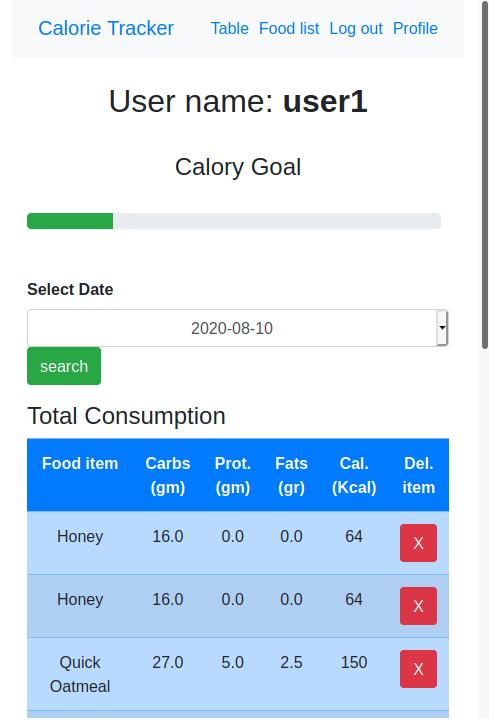 Calorie Tracker Table Food list Log out Profile
User name: user1
Calory Goal
Select Date
2020-08-10
search
Total Consumption
Food item Carbs (gm) Prot. (gm) Fats (gr) Cal. (Kcal) Del. item
Honey 16.0 0.0 0.0 64 X
Honey 16.0 0.0 0.0 64 X
Quick Oatmeal 27.0 5.0 2.5 150 X